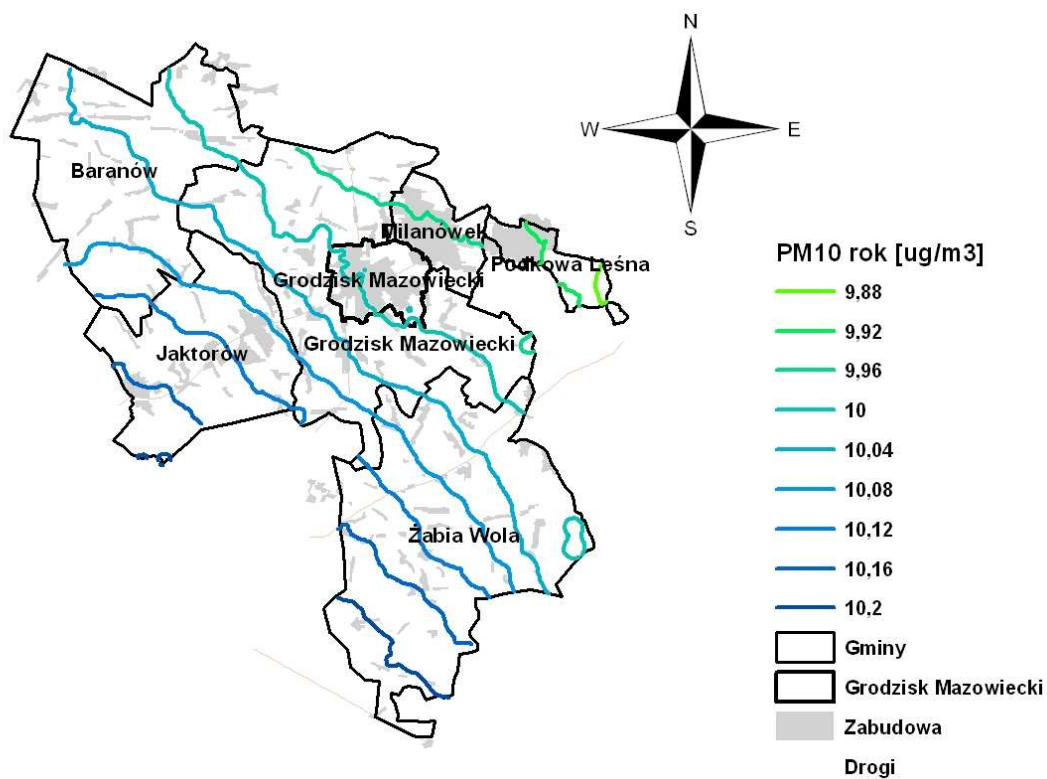 N
W
E
S
Baranów
Milanówek
Podkowa Leśna
Grodzisk Mazowiecki
Grodzisk Mazowiecki
Jaktorów
Żabia Wola
PM10 rok [ug/m3]
9,88
9,92
9,96
10
10,04
10,08
10,12
10,16
10,2
Gminy
Grodzisk Mazowiecki
Zabudowa
Drogi